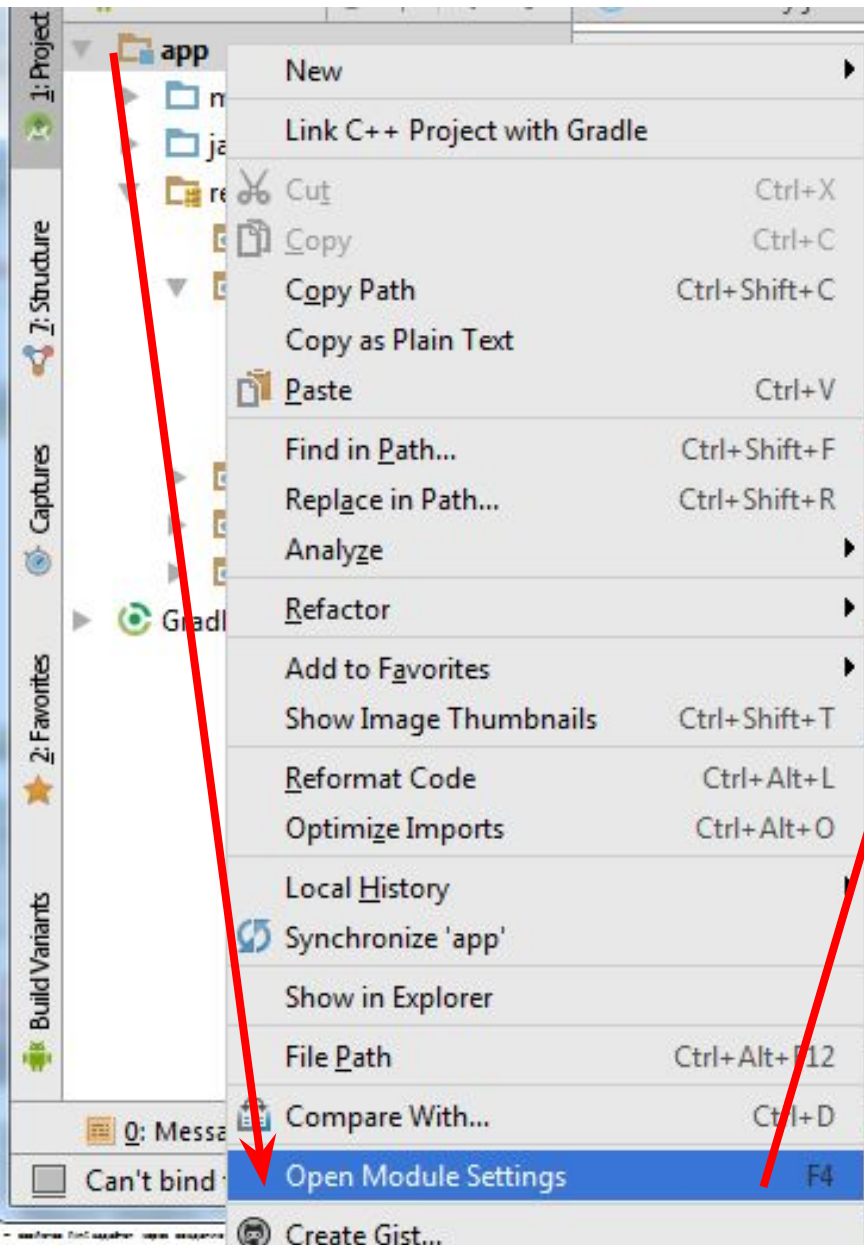 1: Project
7: Structure
Captures
2: Favorites
Build Variants
app
New
Link C++ Project with Gradle
Cut Ctrl+X
Copy Ctrl+C
Copy Path Ctrl+Shift+C
Copy as Plain Text
Paste Ctrl+V
Find in Path... Ctrl+Shift+F
Replace in Path... Ctrl+Shift+R
Analyze
Refactor
Add to Favorites
Show Image Thumbnails Ctrl+Shift+T
Reformat Code Ctrl+Alt+L
Optimize Imports Ctrl+Alt+O
Local History
Synchronize 'app'
Show in Explorer
File Path Ctrl+Alt+F12
Compare With... Ctrl+D
0: Messa
Open Module Settings F4
Can't bind
Create Gist...